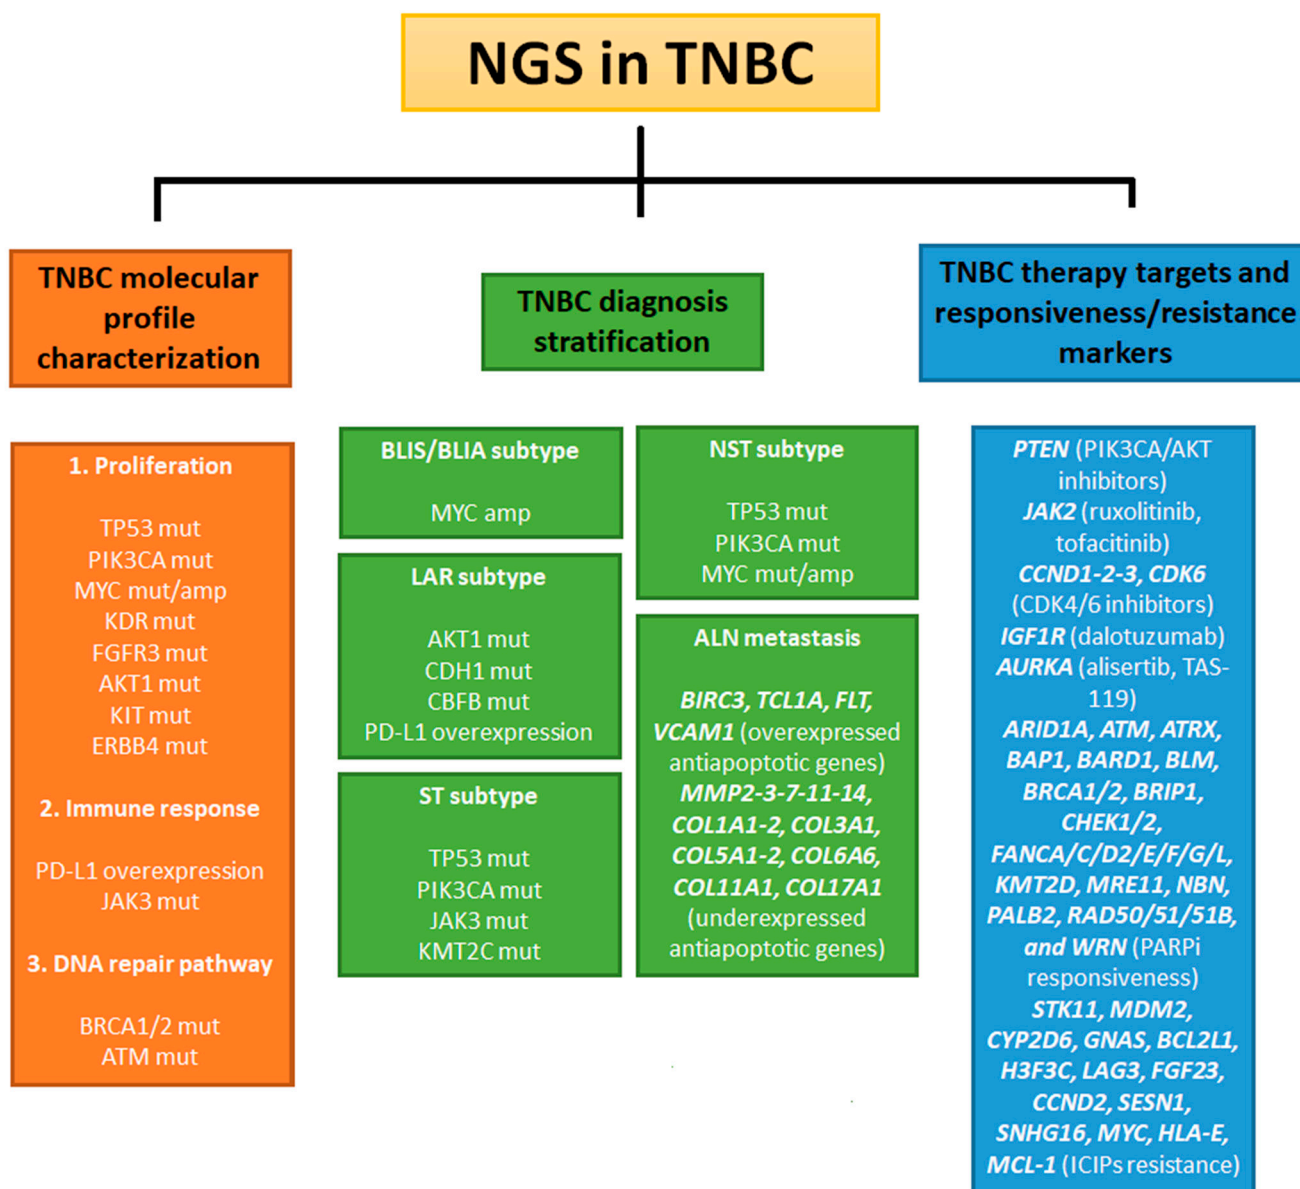 NGS in TNBC
TNBC molecular
profile
characterization
1. Proliferation
TP53 mut
PIK3CA mut
MYC mut/amp
KDR mut
FGFR3 mut
AKT1 mut
KIT mut
ERBB4 mut
2. Immune response
PD-L1 overexpression
JAK3 mut
3. DNA repair pathway
BRCA1/2 mut
ATM mut
TNBC diagnosis
stratification
BLIS/BLIA subtype
MYC amp
LAR subtype
AKT1 mut
CDH1 mut
CBFB mut
PD-L1 overexpression
ST subtype
TP53 mut
PIK3CA mut
JAK3 mut
KMT2C mut
NST subtype
TP53 mut
PIK3CA mut
MYC mut/amp
ALN metastasis
BIRC3, TCL1A, FLT,
VCAM1 (overexpressed
antiapoptotic genes)
MMP2-3-7-11-14,
COL1A1-2, COL3A1,
COL5A1-2, COL6A6,
COL11A1, COL17A1
(underexpressed
antiapoptotic genes)
TNBC therapy targets and
responsiveness/resistance
markers
PTEN (PIK3CA/AKT
inhibitors)
JAK2 (ruxolitinib,
tofacitinib)
CCND1-2-3, CDK6
(CDK4/6 inhibitors)
IGF1R (dalotuzumab)
AURKA (alisertib, TAS-
119)
ARID1A, ATM, ATRX,
BAP1, BARD1, BLM,
BRCA1/2, BRIP1,
CHEK1/2,
FANCA/C/D2/E/F/G/L,
KMT2D, MRE11, NBN,
PALB2, RAD50/51/51B,
and WRN (PARPi
responsiveness)
STK11, MDM2,
CYP2D6, GNAS, BCL2L1,
H3F3C, LAG3, FGF23,
CCND2, SESN1,
SNHG16, MYC, HLA-E,
MCL-1 (ICIPs resistance)